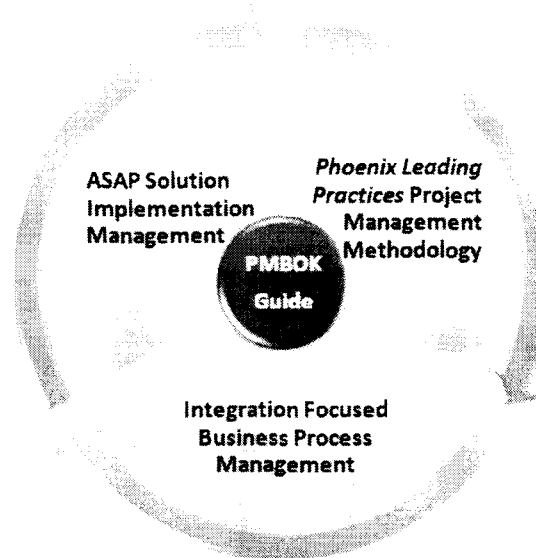 ASAP Solution
Implementation
Management
Phoenix Leading
Practices Project
Management
Methodology
PMBOK
Guide
Integration Focused
Business Process
Management